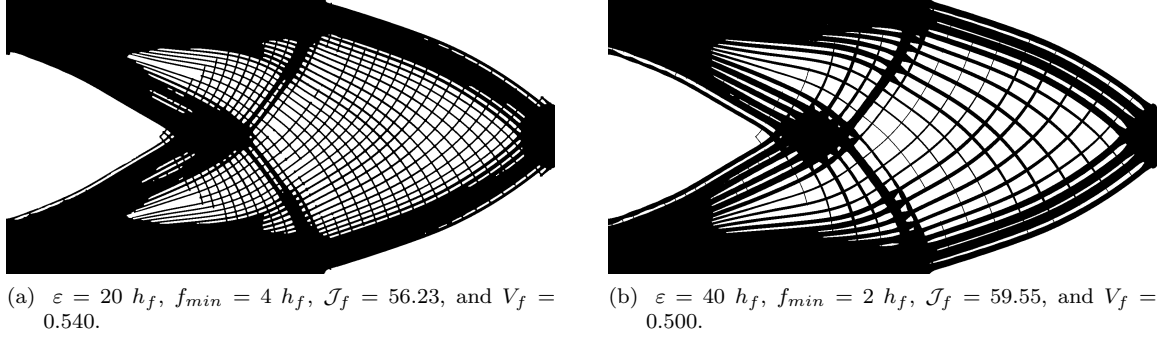 (a) ε = 20 h_f, f_min = 4 h_f, 𝒥_f = 56.23, and V_f =
0.540.
(b) ε = 40 h_f, f_min = 2 h_f, 𝒥_f = 59.55, and V_f =
0.500.